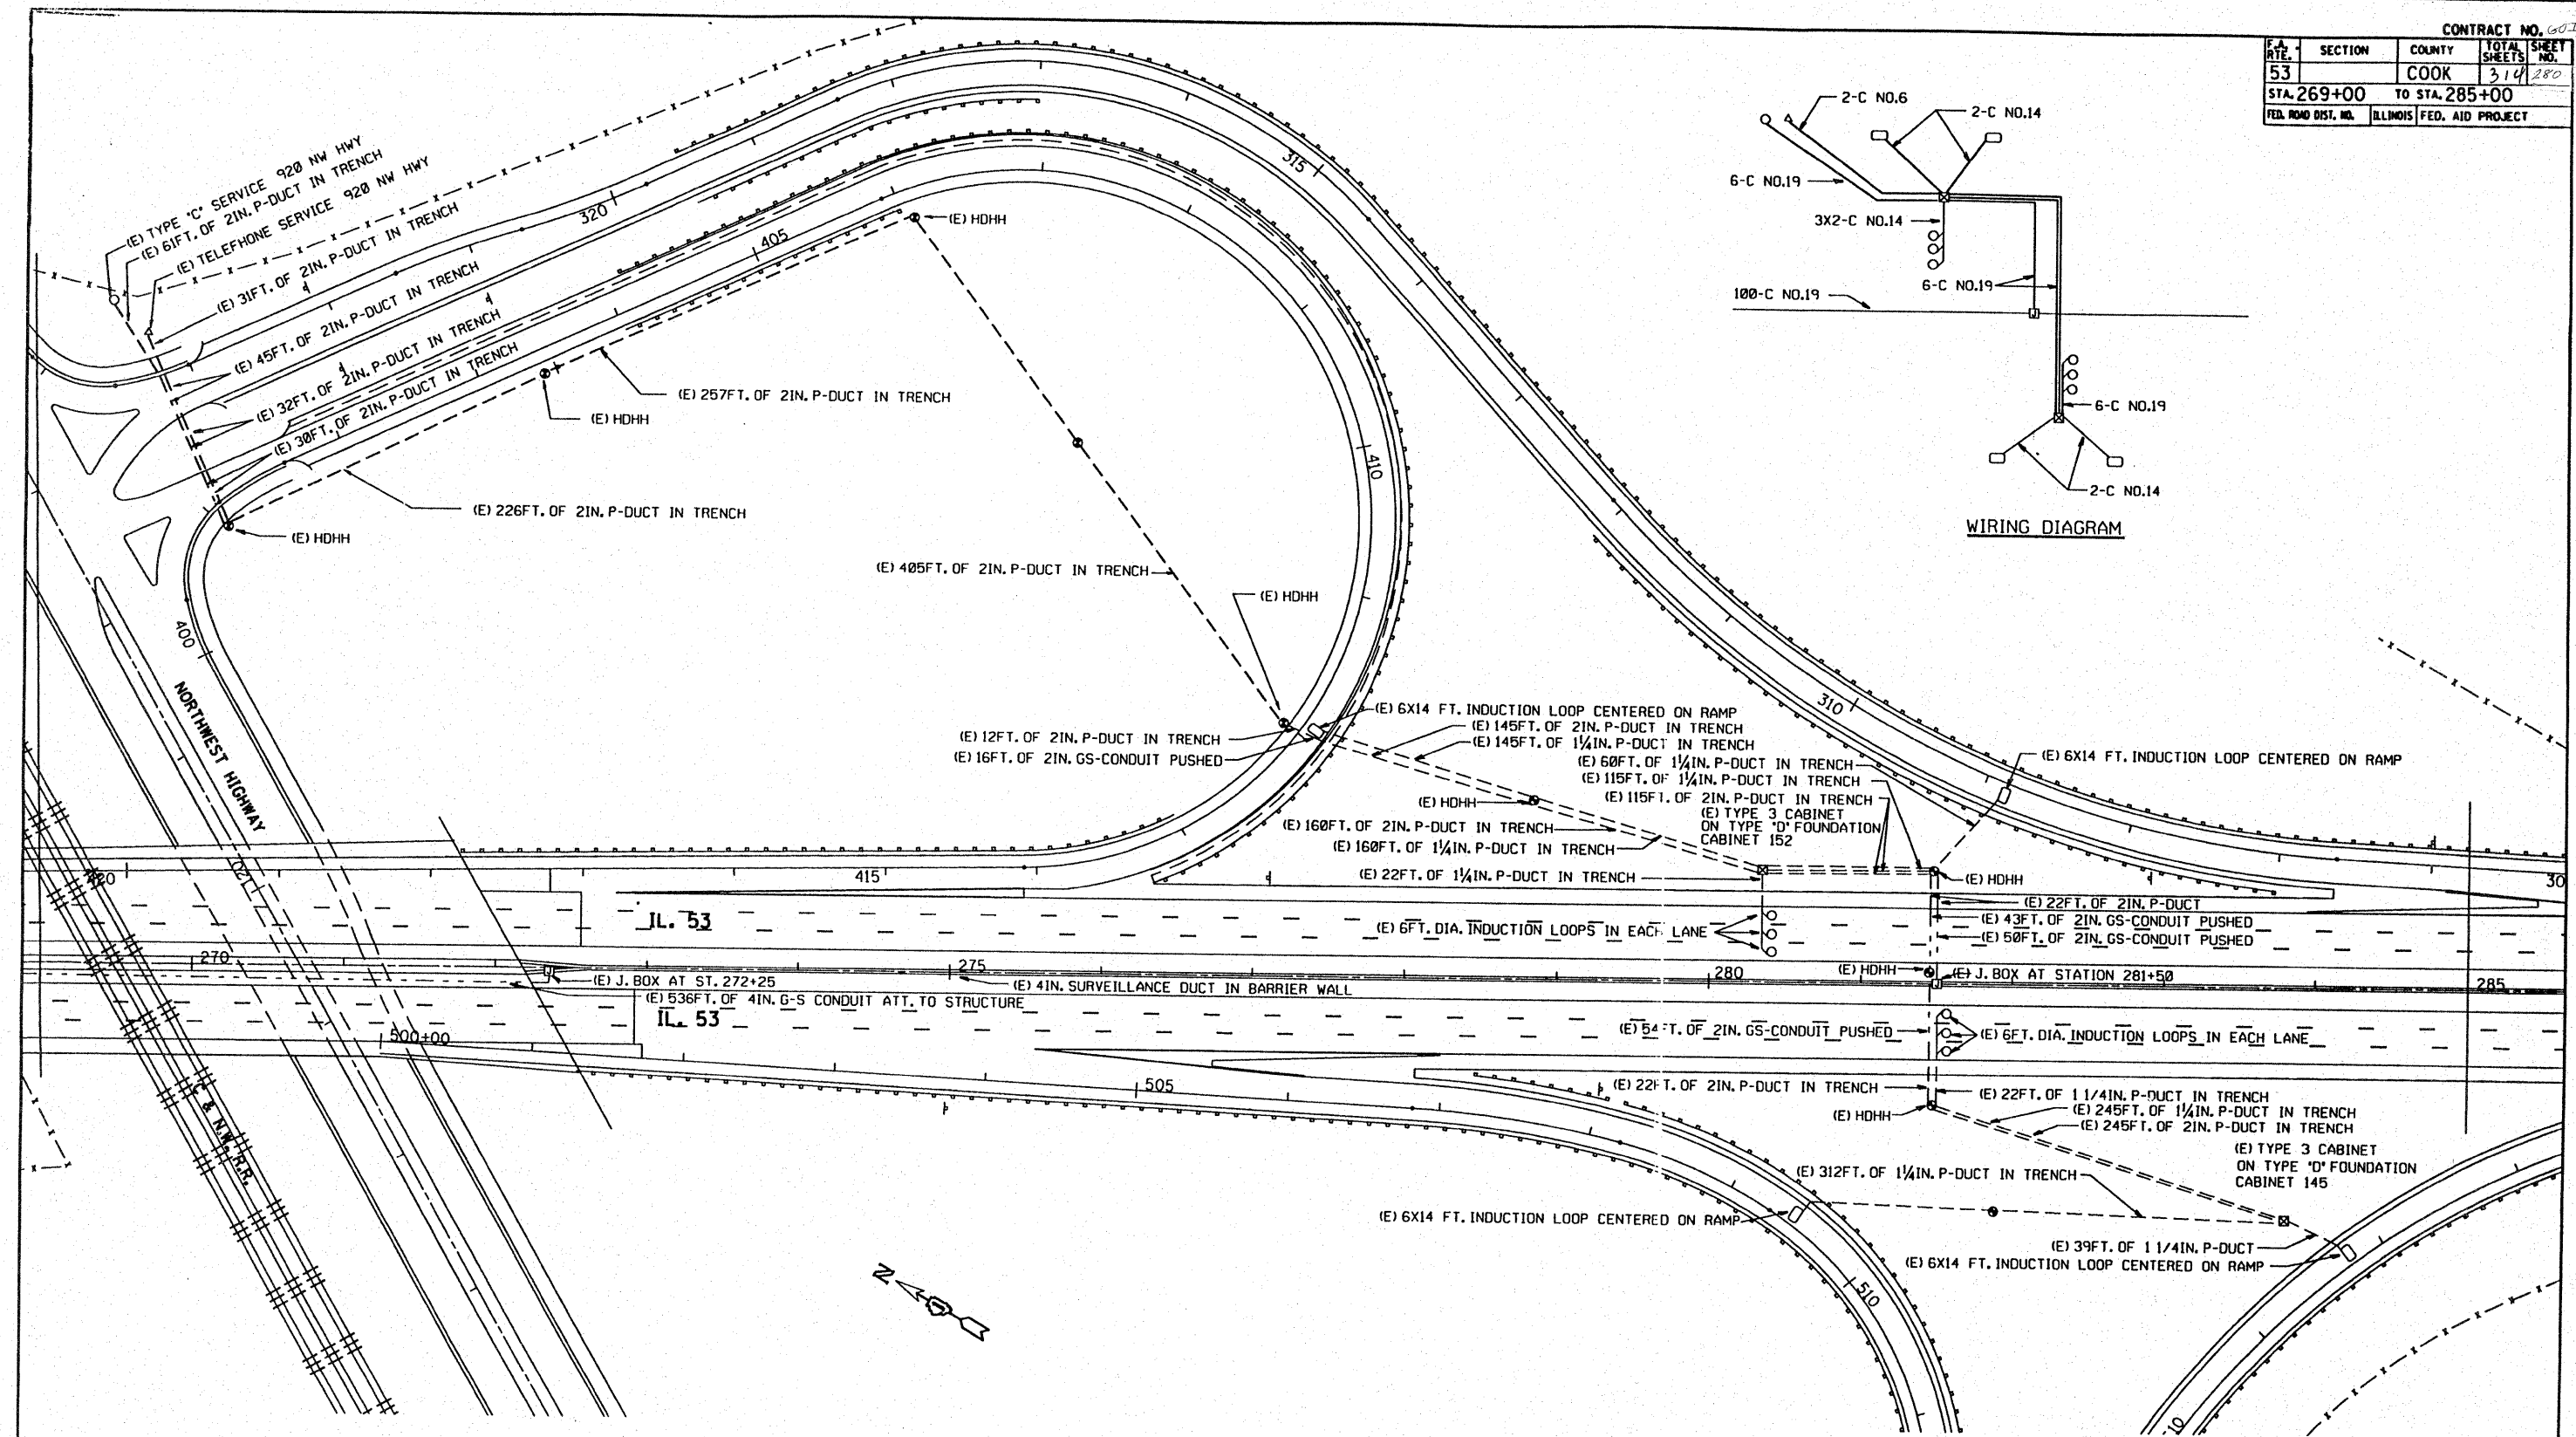 CONTRACT NO.
F.A. RTE. SECTION COUNTY TOTAL SHEETS SHEET NO.
53 COOK 314 280
STA. 269+00 TO STA. 285+00
FED. ROAD DIST. NO. ILLINOIS FED. AID PROJECT
2-C NO.6
2-C NO.14
6-C NO.19
3X2-C NO.14
6-C NO.19
100-C NO.19
6-C NO.19
2-C NO.14
WIRING DIAGRAM
(E) TYPE "C" SERVICE 920 NW HWY
(E) 61FT. OF 2IN. P-DUCT IN TRENCH
(E) TELEFHONE SERVICE 920 NW HWY
(E) 31FT. OF 2IN. P-DUCT IN TRENCH
(E) 45FT. OF 2IN. P-DUCT IN TRENCH
(E) 32FT. OF 2IN. P-DUCT IN TRENCH
(E) 30FT. OF 2IN. P-DUCT IN TRENCH
320
315
405
(E) HDHH
(E) 257FT. OF 2IN. P-DUCT IN TRENCH
(E) HDHH
410
(E) 226FT. OF 2IN. P-DUCT IN TRENCH
(E) HDHH
(E) 405FT. OF 2IN. P-DUCT IN TRENCH
(E) HDHH
400
NORTHWEST HIGHWAY
310
(E) 6X14 FT. INDUCTION LOOP CENTERED ON RAMP
(E) 145FT. OF 2IN. P-DUCT IN TRENCH
(E) 145FT. OF 1¼IN. P-DUCT IN TRENCH
(E) 12FT. OF 2IN. P-DUCT IN TRENCH
(E) 16FT. OF 2IN. GS-CONDUIT PUSHED
(E) 60FT. OF 1¼IN. P-DUCT IN TRENCH
(E) 115FT. OF 1¼IN. P-DUCT IN TRENCH
(E) 115FT. OF 2IN. P-DUCT IN TRENCH
(E) 6X14 FT. INDUCTION LOOP CENTERED ON RAMP
(E) HDHH
(E) TYPE 3 CABINET
ON TYPE "D" FOUNDATION
CABINET 152
(E) 160FT. OF 2IN. P-DUCT IN TRENCH
(E) 160FT. OF 1¼IN. P-DUCT IN TRENCH
(E) 22FT. OF 1¼IN. P-DUCT IN TRENCH
(E) HDHH
120
415
30
(E) 22FT. OF 2IN. P-DUCT
(E) 43FT. OF 2IN. GS-CONDUIT PUSHED
(E) 50FT. OF 2IN. GS-CONDUIT PUSHED
IL. 53
(E) 6FT. DIA. INDUCTION LOOPS IN EACH LANE
270
275
280
285
(E) HDHH
(E) J. BOX AT STATION 281+50
(E) J. BOX AT ST. 272+25
(E) 4IN. SURVEILLANCE DUCT IN BARRIER WALL
(E) 536FT. OF 4IN. G-S CONDUIT ATT. TO STRUCTURE
IL. 53
(E) 54FT. OF 2IN. GS-CONDUIT PUSHED
(E) 6FT. DIA. INDUCTION LOOPS IN EACH LANE
500+00
505
(E) 22FT. OF 2IN. P-DUCT IN TRENCH
(E) 22FT. OF 1 1/4IN. P-DUCT IN TRENCH
(E) HDHH
(E) 245FT. OF 1¼IN. P-DUCT IN TRENCH
(E) 245FT. OF 2IN. P-DUCT IN TRENCH
(E) TYPE 3 CABINET
ON TYPE "D" FOUNDATION
CABINET 145
(E) 312FT. OF 1¼IN. P-DUCT IN TRENCH
(E) 6X14 FT. INDUCTION LOOP CENTERED ON RAMP
(E) 39FT. OF 1 1/4IN. P-DUCT
(E) 6X14 FT. INDUCTION LOOP CENTERED ON RAMP
C & N.W. R.R.
N
510
10